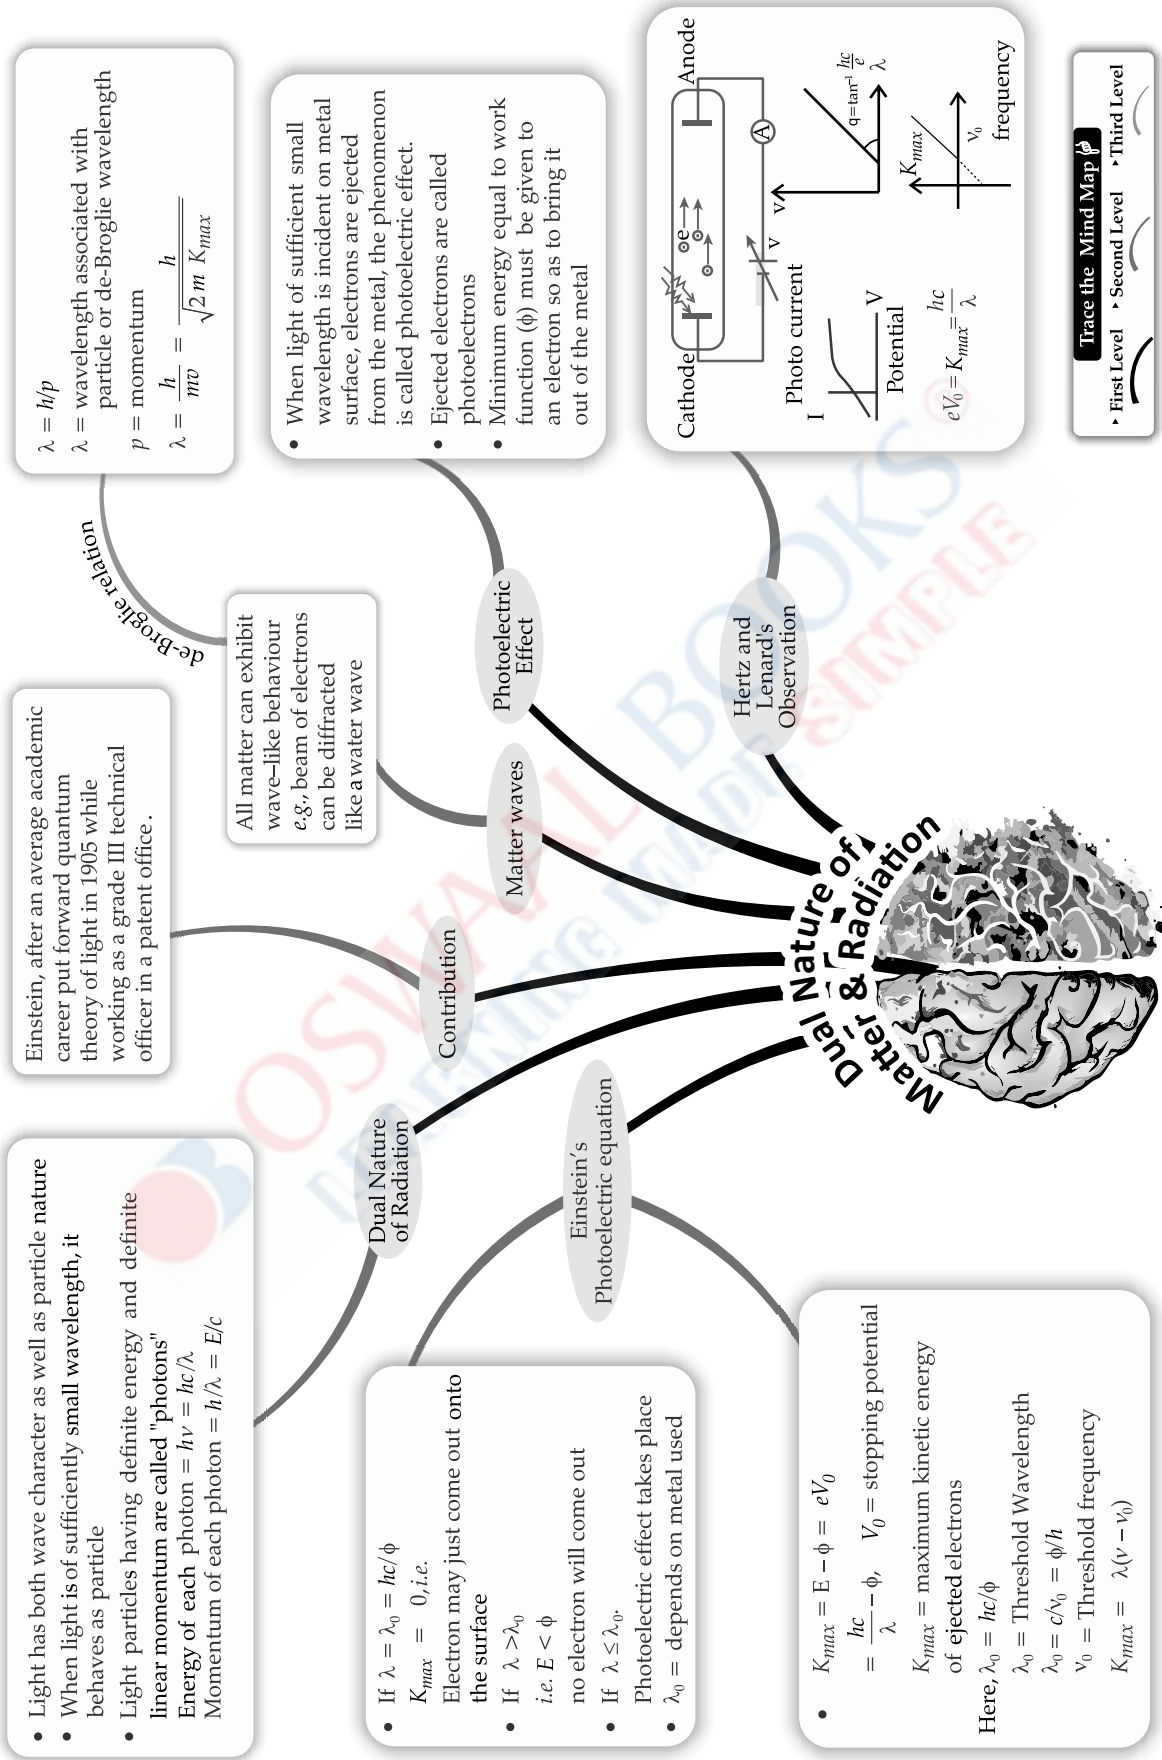 Light has both wave character as well as particle nature
When light is of sufficiently small wavelength, it
behaves as particle
Light particles having definite energy and definite
linear momentum are called "photons"
Energy of each photon = hν = hc/λ
Momentum of each photon = h/λ = E/c
Einstein, after an average academic
career put forward quantum
theory of light in 1905 while
working as a grade III technical
officer in a patent office.
λ = h/p
λ = wavelength associated with
particle or de-Broglie wavelength
p = momentum
λ = h/mv = h/√2 m Kmax
de-Broglie relation
All matter can exhibit
wave–like behaviour
e.g., beam of electrons
can be diffracted
like a water wave
When light of sufficient small
wavelength is incident on metal
surface, electrons are ejected
from the metal, the phenomenon
is called photoelectric effect.
Ejected electrons are called
photoelectrons
Minimum energy equal to work
function (ϕ) must be given to
an electron so as to bring it
out of the metal
Dual Nature
of Radiation
Contribution
Matter waves
Photoelectric
Effect
If λ = λ0 = hc/ϕ
Kmax = 0, i.e.
Electron may just come out onto
the surface
If λ >λ0
i.e. E < ϕ
no electron will come out
If λ ≤ λ0.
Photoelectric effect takes place
λ0 = depends on metal used
Einstein's
Photoelectric equation
Hertz and
Lenard's
Observation
Cathode
Anode
e
A
v
Photo current
I
V
Potential
v
q=tan⁻¹ hc/e
λ
eV0 = Kmax = hc/λ
Kmax
ν0
frequency
Kmax = E – ϕ = eV0
= hc/λ – ϕ, V0 = stopping potential
Kmax = maximum kinetic energy
of ejected electrons
Here, λ0 = hc/ϕ
λ0 = Threshold Wavelength
λ0 = c/ν0 = ϕ/h
ν0 = Threshold frequency
Kmax = λ(ν – ν0)
Dual Nature of
Matter & Radiation
Trace the Mind Map
First Level
Second Level
Third Level
OSWAAL BOOKS®
LEARNING MADE SIMPLE